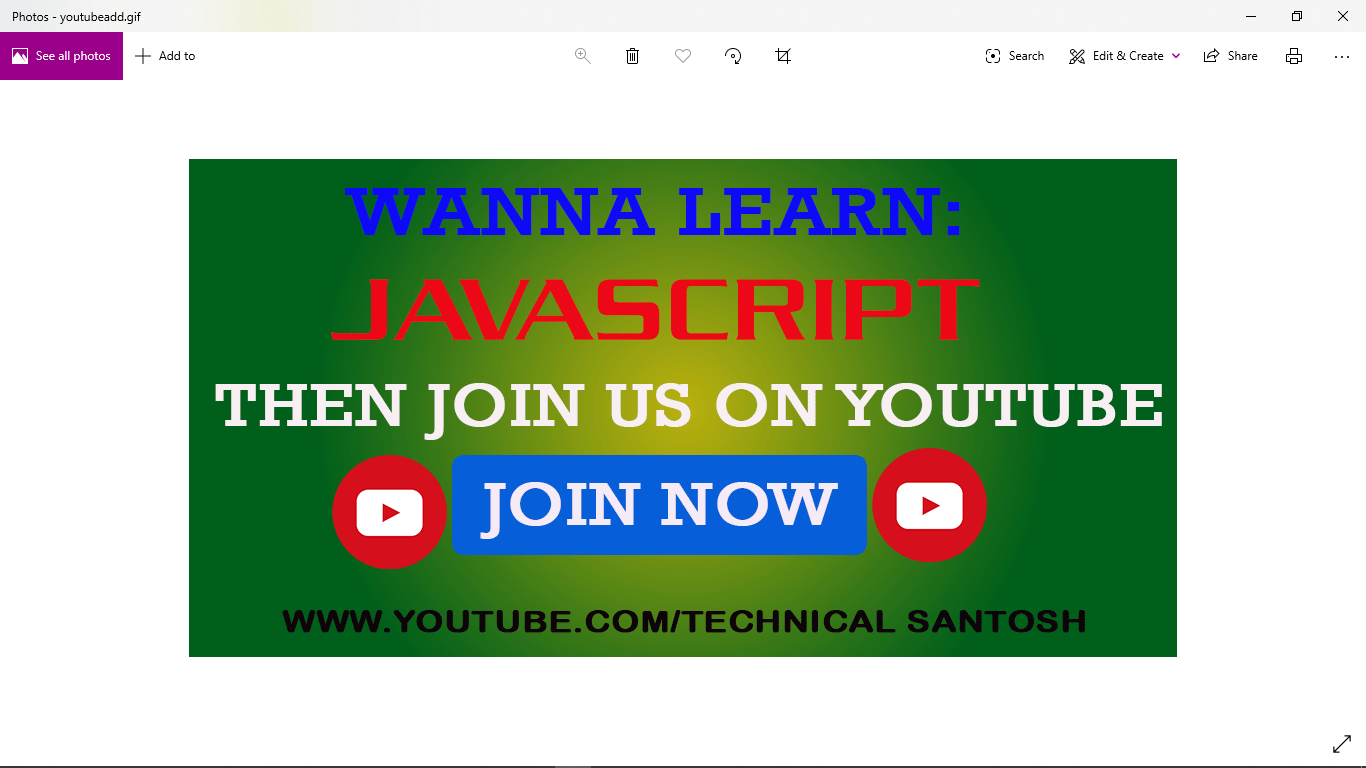 Photos - youtubeadd.gif
See all photos
Add to
Search
Edit & Create
Share
WANNA LEARN:
JAVASCRIPT
THEN JOIN US ON YOUTUBE
JOIN NOW
WWW.YOUTUBE.COM/TECHNICAL SANTOSH